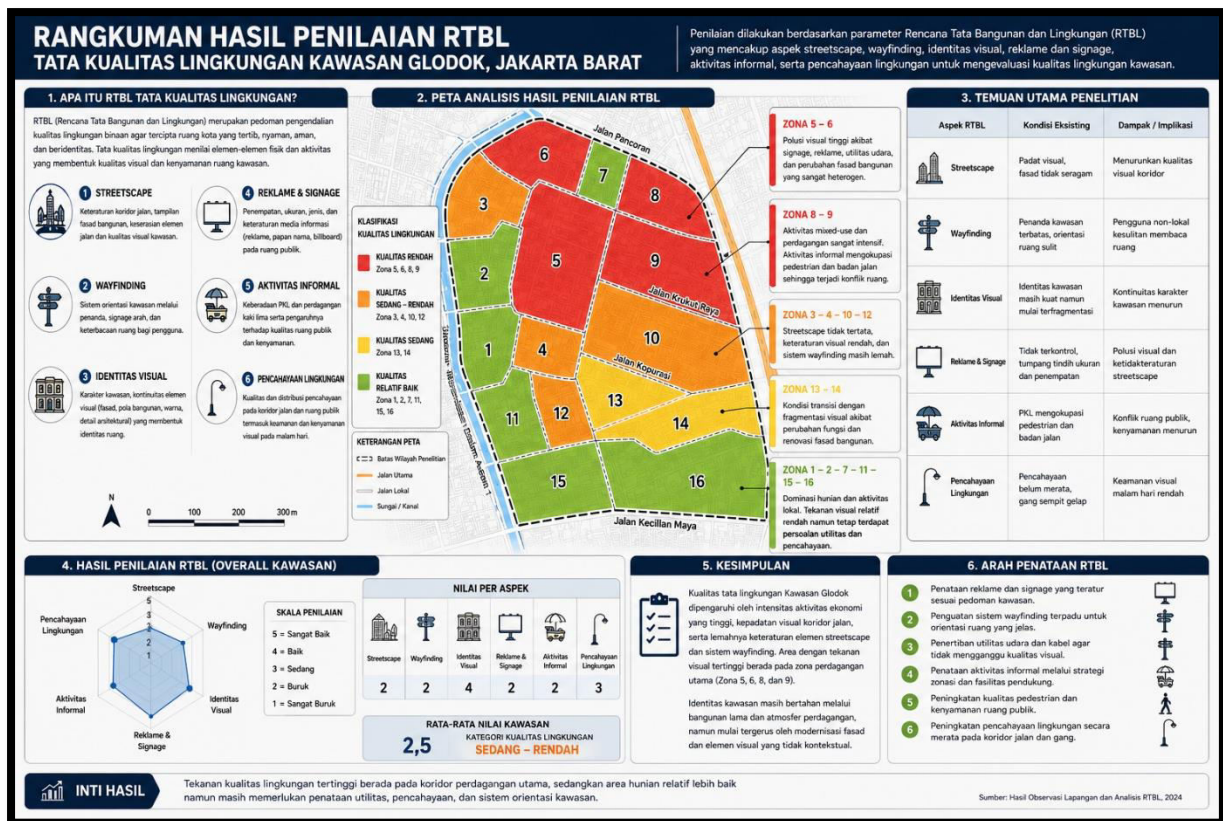 RANGKUMAN HASIL PENILAIAN RTBL
TATA KUALITAS LINGKUNGAN KAWASAN GLODOK, JAKARTA BARAT
Penilaian dilakukan berdasarkan parameter Rencana Tata Bangunan dan Lingkungan (RTBL)
yang mencakup aspek streetscape, wayfinding, identitas visual, reklame dan signage,
aktivitas informal, serta pencahayaan lingkungan untuk mengevaluasi kualitas lingkungan kawasan.
1. APA ITU RTBL TATA KUALITAS LINGKUNGAN?
RTBL (Rencana Tata Bangunan dan Lingkungan) merupakan pedoman pengendalian
kualitas lingkungan binaan agar tercipta ruang kota yang tertib, nyaman, aman,
dan beridentitas. Tata kualitas lingkungan menilai elemen-elemen fisik dan aktivitas
yang membentuk kualitas visual dan kenyamanan ruang kawasan.
1 STREETSCAPE
Keteraturan koridor jalan, tampilan
fasad bangunan, keserasian elemen
jalan dan kualitas visual kawasan.
2 WAYFINDING
Sistem orientasi kawasan melalui
penanda, signage arah, dan
keterbacaan ruang bagi pengguna.
3 IDENTITAS VISUAL
Karakter kawasan, kontinuitas elemen
visual (fasad, pola bangunan, warna,
detail arsitektural) yang membentuk
identitas ruang.
4 REKLAME & SIGNAGE
Penempatan, ukuran, jenis, dan
keteraturan media informasi
(reklame, papan nama, billboard)
pada ruang publik.
5 AKTIVITAS INFORMAL
Keberadaan PKL dan perdagangan
kaki lima serta pengaruhnya
terhadap kualitas ruang publik
dan kenyamanan.
6 PENCAHAYAAN LINGKUNGAN
Kualitas dan distribusi pencahayaan
pada koridor jalan dan ruang publik
termasuk keamanan dan kenyamanan
visual pada malam hari.
N
0 100 200 300 m
2. PETA ANALISIS HASIL PENILAIAN RTBL
KLASIFIKASI
KUALITAS LINGKUNGAN
KUALITAS RENDAH
Zona 5, 6, 8, 9
KUALITAS
SEDANG – RENDAH
Zona 3, 4, 10, 12
KUALITAS SEDANG
Zona 13, 14
KUALITAS
RELATIF BAIK
Zona 1, 2, 7, 11,
15, 16
KETERANGAN PETA
Batas Wilayah Penelitian
Jalan Utama
Jalan Lokal
Sungai / Kanal
Jalan Pancoran
6
7
8
3
2
5
9
Jalan Krukut Raya
1
4
10
Jalan Kopurasi
11
12
13
14
15
16
Jalan Kecillan Maya
ZONA 5 – 6
Polusi visual tinggi akibat
signage, reklame, utilitas udara,
dan perubahan fasad bangunan
yang sangat heterogen.
ZONA 8 – 9
Aktivitas mixed-use dan
perdagangan sangat intensif.
Aktivitas informal mengokupasi
pedestrian dan badan jalan
sehingga terjadi konflik ruang.
ZONA 3 – 4 – 10 – 12
Streetscape tidak tertata,
keteraturan visual rendah, dan
sistem wayfinding masih lemah.
ZONA 13 – 14
Kondisi transisi dengan
fragmentasi visual akibat
perubahan fungsi dan
renovasi fasad bangunan.
ZONA 1 – 2 – 7 – 11 –
15 – 16
Dominasi hunian dan aktivitas
lokal. Tekanan visual relatif
rendah namun tetap terdapat
persoalan utilitas dan
pencahayaan.
3. TEMUAN UTAMA PENELITIAN
Aspek RTBL Kondisi Eksisting Dampak / Implikasi
Streetscape
Padat visual,
fasad tidak seragam
Menurunkan kualitas
visual koridor
Wayfinding
Penanda kawasan
terbatas, orientasi
ruang sulit
Pengguna non-lokal
kesulitan membaca
ruang
Identitas Visual
Identitas kawasan
masih kuat namun
mulai terfragmentasi
Kontinuitas karakter
kawasan menurun
Reklame & Signage
Tidak terkontrol,
tumpang tindih ukuran
dan penempatan
Polusi visual dan
ketidakteraturan
streetscape
Aktivitas Informal
PKL mengokupasi
pedestrian dan
badan jalan
Konflik ruang publik,
kenyamanan menurun
Pencahayaan
Lingkungan
Pencahayaan
belum merata,
gang sempit gelap
Keamanan visual
malam hari rendah
4. HASIL PENILAIAN RTBL (OVERALL KAWASAN)
Streetscape
Wayfinding
Identitas
Visual
Reklame &
Signage
Aktivitas
Informal
Pencahayaan
Lingkungan
5
3
2
1
SKALA PENILAIAN
5 = Sangat Baik
4 = Baik
3 = Sedang
2 = Buruk
1 = Sangat Buruk
NILAI PER ASPEK
Streetscape Wayfinding Identitas Visual Reklame & Signage Aktivitas Informal Pencahayaan Lingkungan
2 2 4 2 2 3
RATA-RATA NILAI KAWASAN
2,5
KATEGORI KUALITAS LINGKUNGAN
SEDANG – RENDAH
5. KESIMPULAN
Kualitas tata lingkungan Kawasan Glodok
dipengaruhi oleh intensitas aktivitas ekonomi
yang tinggi, kepadatan visual koridor jalan,
serta lemahnya keteraturan elemen streetscape
dan sistem wayfinding. Area dengan tekanan
visual tertinggi berada pada zona perdagangan
utama (Zona 5, 6, 8, dan 9).
Identitas kawasan masih bertahan melalui
bangunan lama dan atmosfer perdagangan,
namun mulai tergerus oleh modernisasi fasad
dan elemen visual yang tidak kontekstual.
6. ARAH PENATAAN RTBL
1 Penataan reklame dan signage yang teratur
sesuai pedoman kawasan.
2 Penguatan sistem wayfinding terpadu untuk
orientasi ruang yang jelas.
3 Penertiban utilitas udara dan kabel agar
tidak mengganggu kualitas visual.
4 Penataan aktivitas informal melalui strategi
zonasi dan fasilitas pendukung.
5 Peningkatan kualitas pedestrian dan
kenyamanan ruang publik.
6 Peningkatan pencahayaan lingkungan secara
merata pada koridor jalan dan gang.
INTI HASIL
Tekanan kualitas lingkungan tertinggi berada pada koridor perdagangan utama, sedangkan area hunian relatif lebih baik
namun masih memerlukan penataan utilitas, pencahayaan, dan sistem orientasi kawasan.
Sumber: Hasil Observasi Lapangan dan Analisis RTBL, 2024